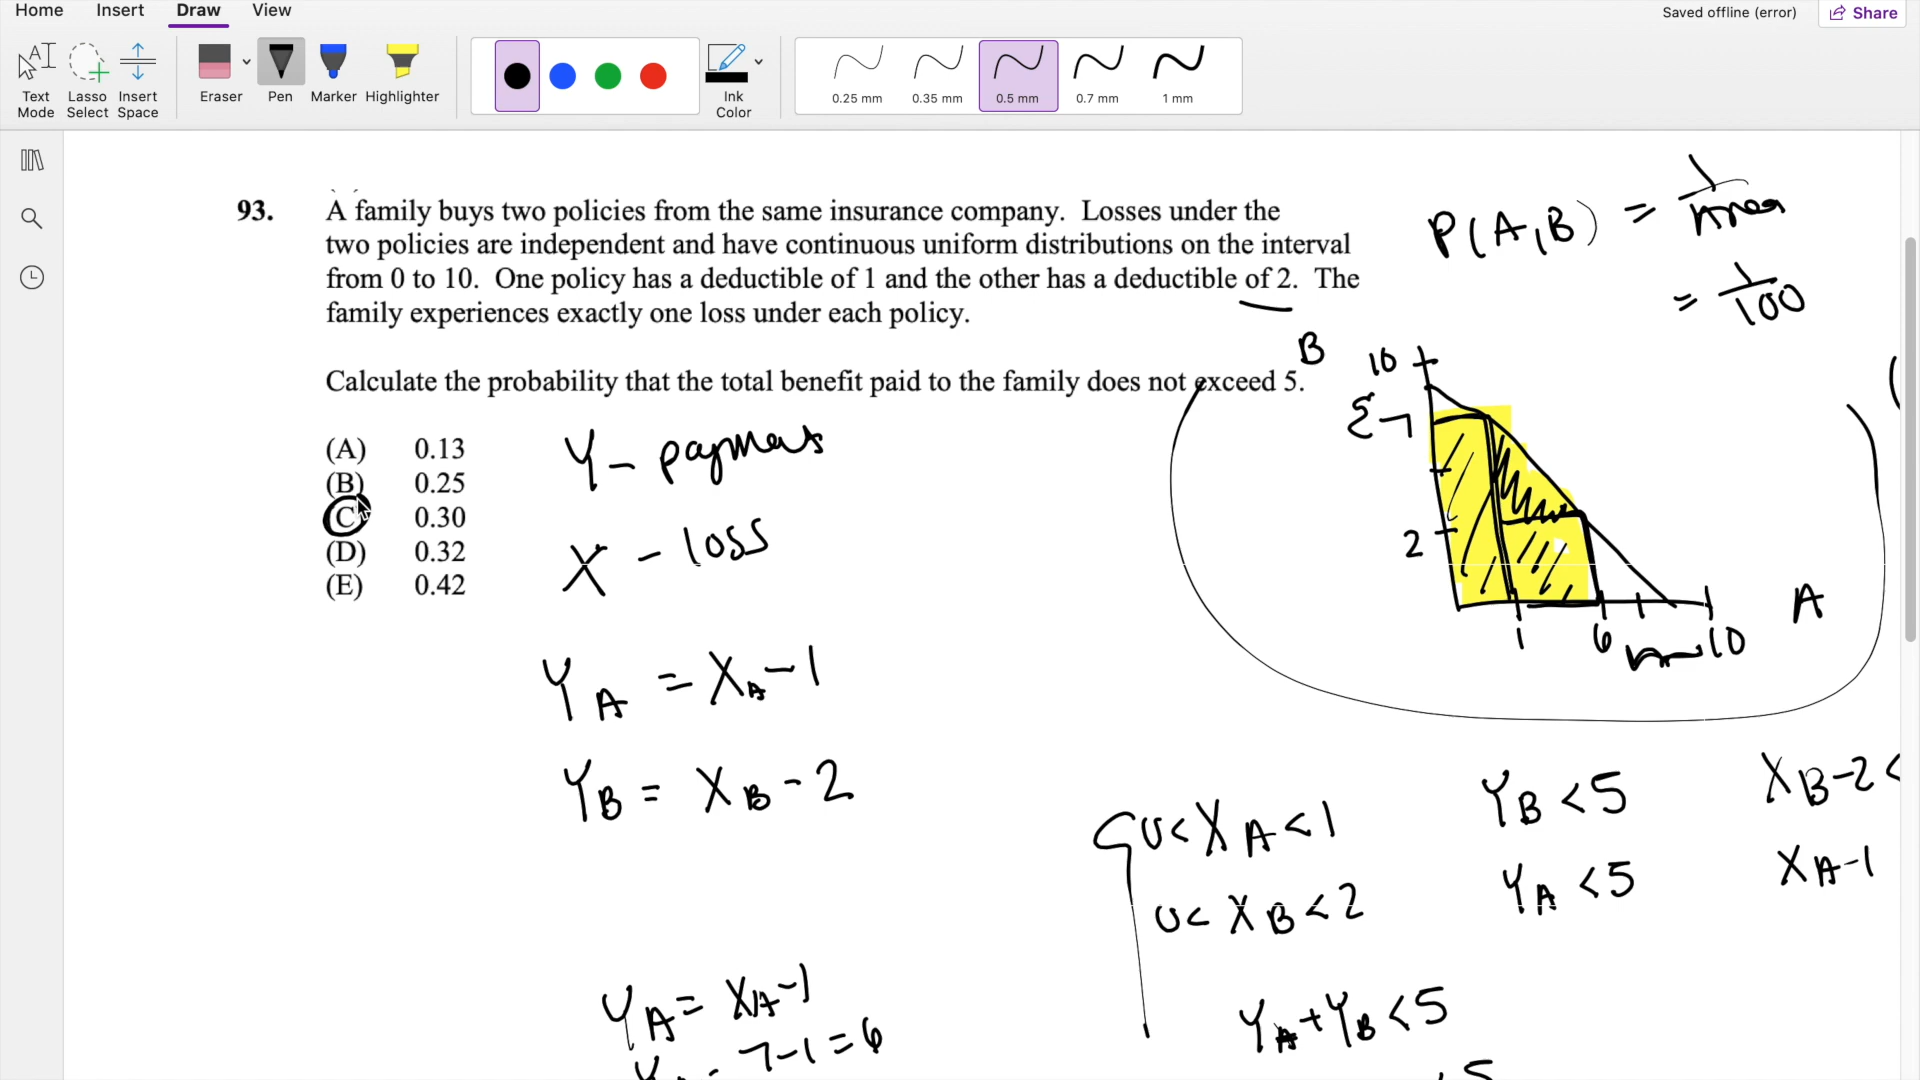 Home Insert Draw View
Saved offline (error) Share
Text Mode
Lasso Select
Insert Space
Eraser
Pen
Marker
Highlighter
Ink Color
0.25 mm
0.35 mm
0.5 mm
0.7 mm
1 mm
93. A family buys two policies from the same insurance company. Losses under the
two policies are independent and have continuous uniform distributions on the interval
from 0 to 10. One policy has a deductible of 1 and the other has a deductible of 2. The
family experiences exactly one loss under each policy.
Calculate the probability that the total benefit paid to the family does not exceed 5.
(A) 0.13
(B) 0.25
(C) 0.30
(D) 0.32
(E) 0.42
P(A,B) = 1/Area
= 1/100
B
10
7
2
1
6
10
A
Y - payment
X - loss
Y_A = X_A - 1
Y_B = X_B - 2
0 < X_A < 1
0 < X_B < 2
Y_B < 5
Y_A < 5
X_B - 2 <
X_A - 1
Y_A + Y_B < 5
Y_A = X_A - 1
7 - 1 = 6